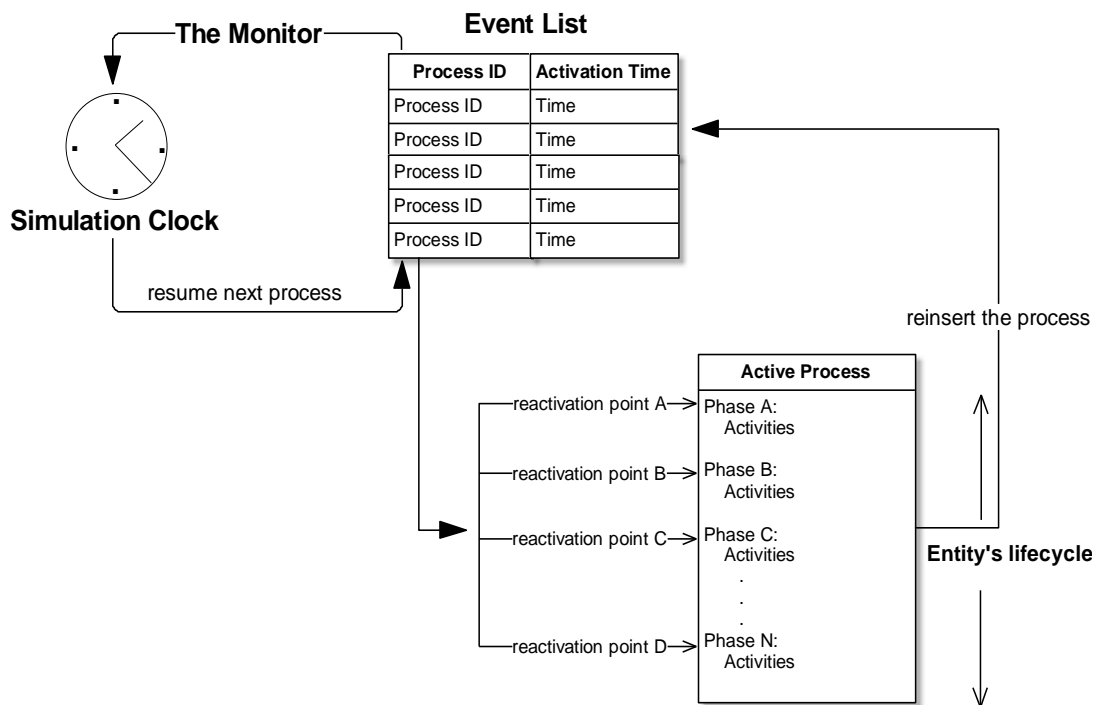 The Monitor
Event List
Process ID Activation Time
Process ID Time
Process ID Time
Process ID Time
Process ID Time
Process ID Time
Simulation Clock
resume next process
reinsert the process
Active Process
reactivation point A
Phase A:
Activities
reactivation point B
Phase B:
Activities
reactivation point C
Phase C:
Activities
.
.
.
Entity's lifecycle
reactivation point D
Phase N:
Activities